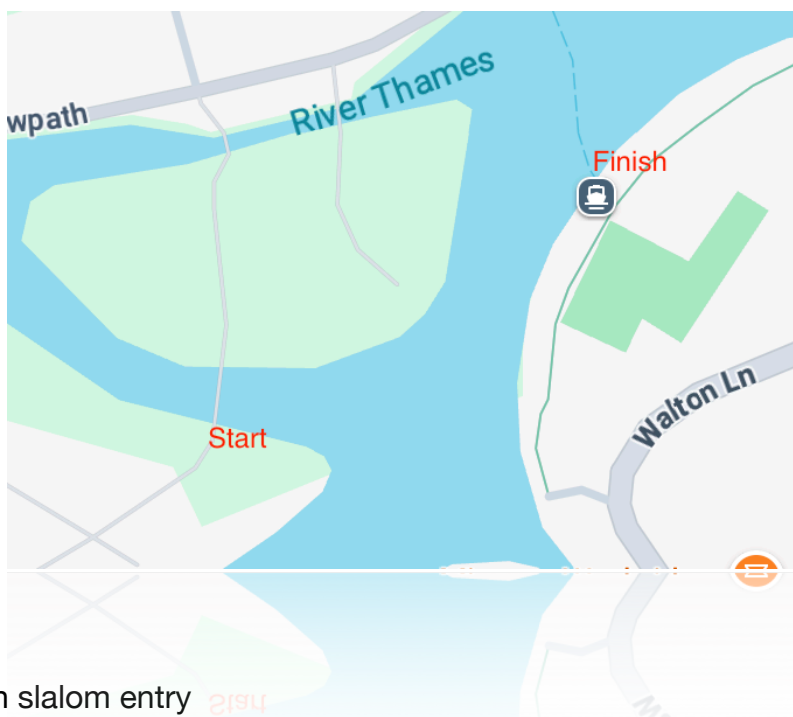 River Thames
wpath
Finish
Walton Ln
Start
n slalom entry